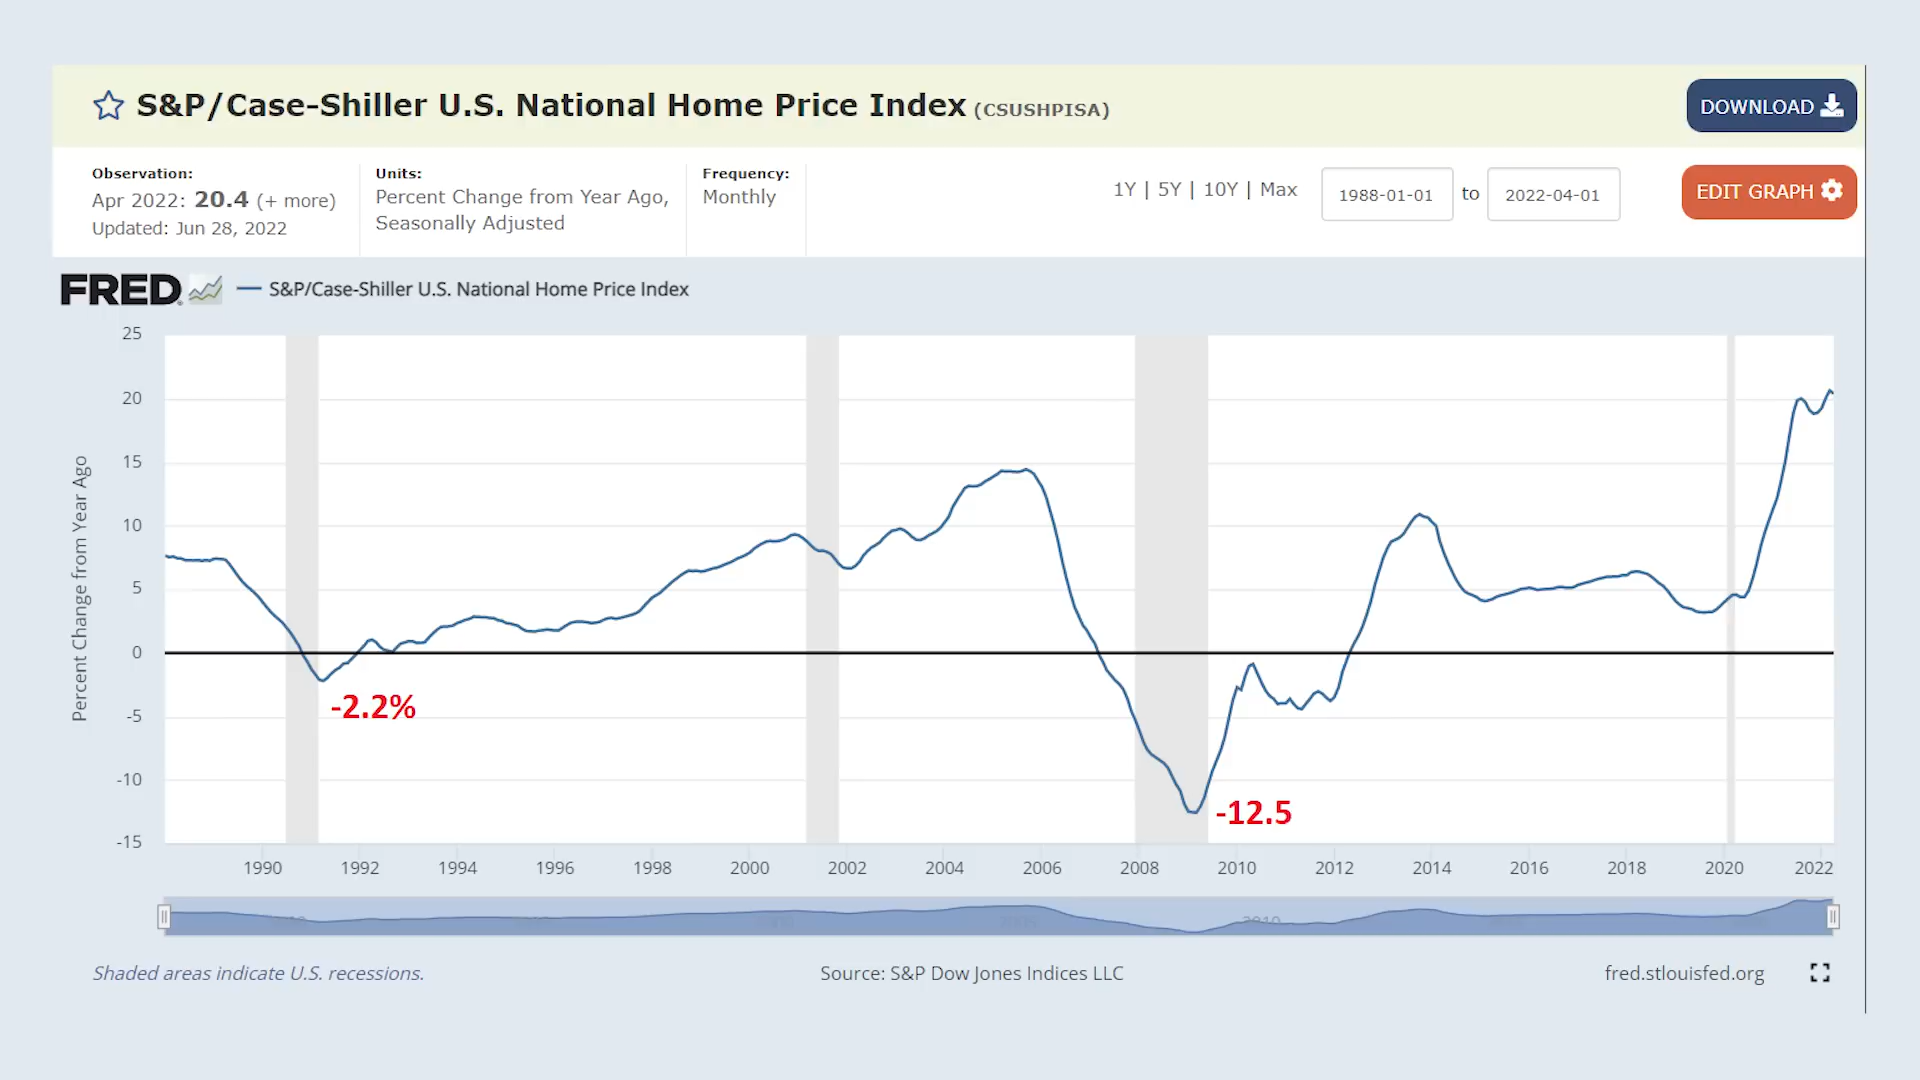 S&P/Case-Shiller U.S. National Home Price Index (CSUSHPISA)
DOWNLOAD
Observation:
Apr 2022: 20.4 (+ more)
Updated: Jun 28, 2022
Units:
Percent Change from Year Ago,
Seasonally Adjusted
Frequency:
Monthly
1Y | 5Y | 10Y | Max
1988-01-01 to 2022-04-01
EDIT GRAPH
FRED
S&P/Case-Shiller U.S. National Home Price Index
Percent Change from Year Ago
25
20
15
10
5
0
-5
-10
-15
-2.2%
-12.5
1990 1992 1994 1996 1998 2000 2002 2004 2006 2008 2010 2012 2014 2016 2018 2020 2022
2010
Shaded areas indicate U.S. recessions.
Source: S&P Dow Jones Indices LLC
fred.stlouisfed.org